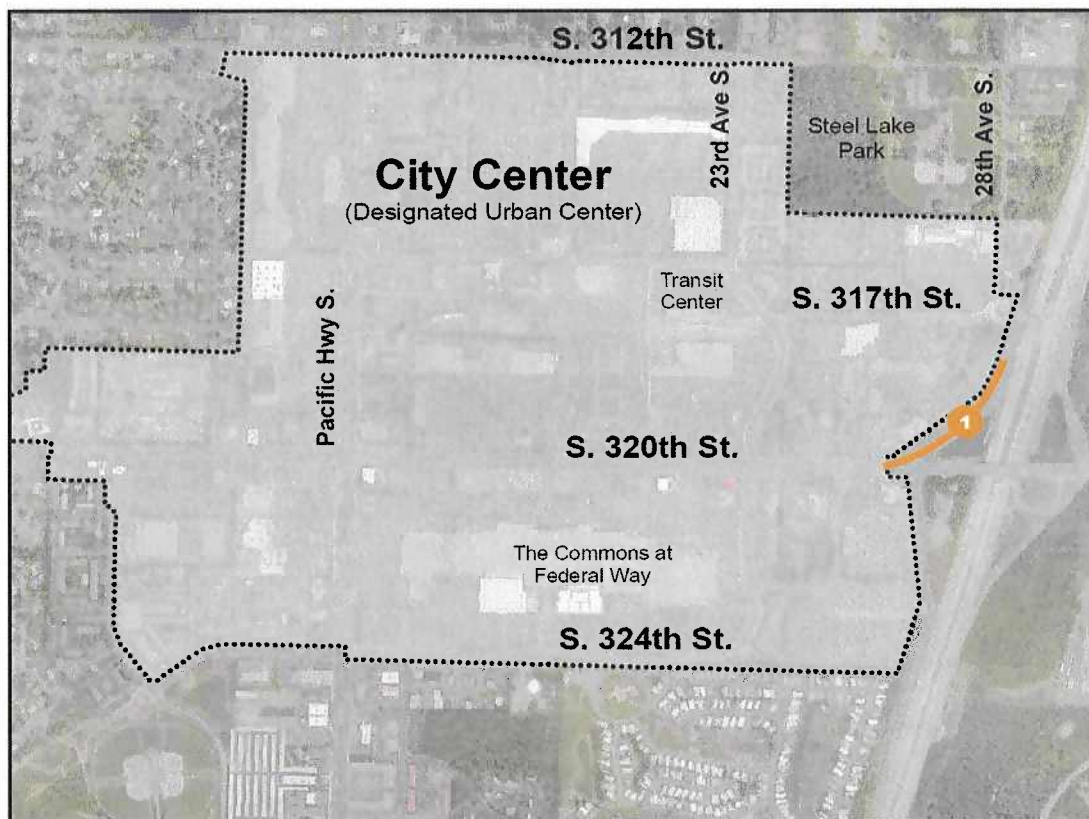 S. 312th St.
23rd Ave S.
28th Ave S.
Steel Lake
Park
City Center
(Designated Urban Center)
Transit
Center
S. 317th St.
Pacific Hwy S.
1
S. 320th St.
The Commons at
Federal Way
S. 324th St.